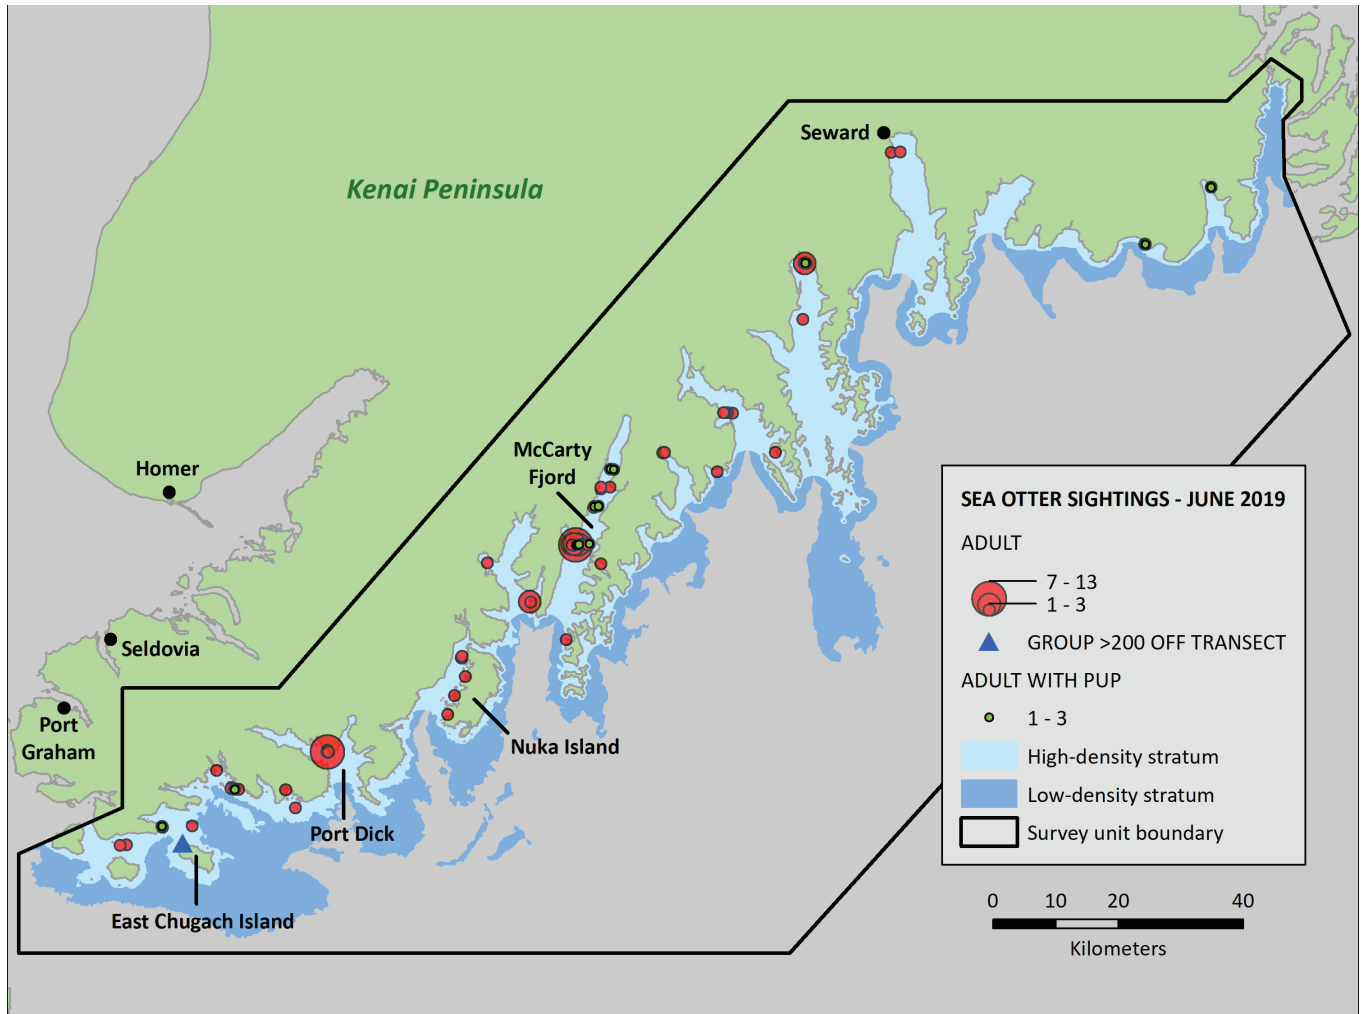 Seward
Kenai Peninsula
McCarty
Fjord
Homer
Seldovia
Port
Graham
Nuka Island
Port Dick
East Chugach Island
SEA OTTER SIGHTINGS - JUNE 2019
ADULT
7 - 13
1 - 3
GROUP >200 OFF TRANSECT
ADULT WITH PUP
1 - 3
High-density stratum
Low-density stratum
Survey unit boundary
0 10 20 40
Kilometers